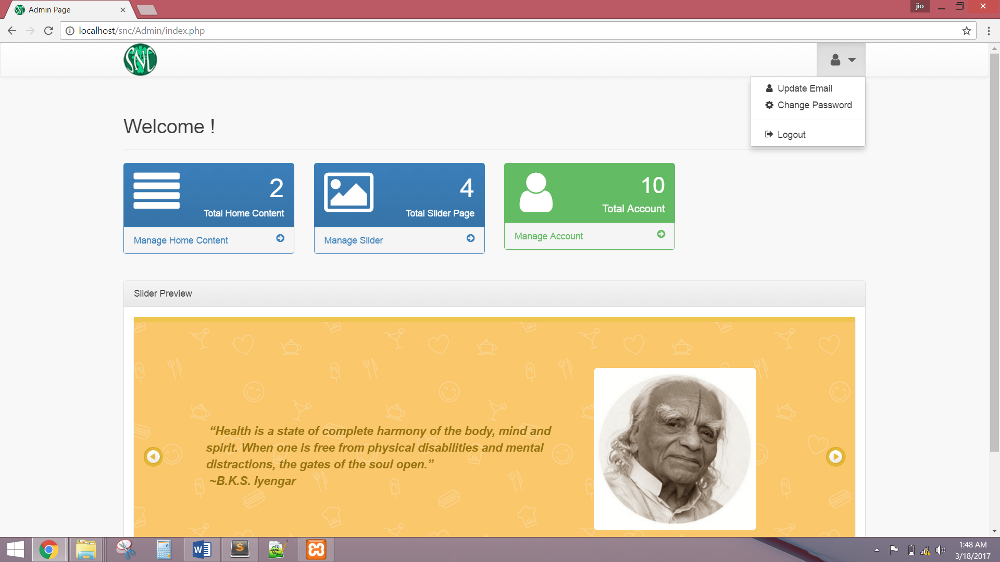 Admin Page
jio
localhost/snc/Admin/index.php
SNC
Update Email
Change Password
Logout
Welcome !
2
Total Home Content
Manage Home Content
4
Total Slider Page
Manage Slider
10
Total Account
Manage Account
Slider Preview
“Health is a state of complete harmony of the body, mind and
spirit. When one is free from physical disabilities and mental
distractions, the gates of the soul open.”
~B.K.S. Iyengar
1:48 AM
3/18/2017